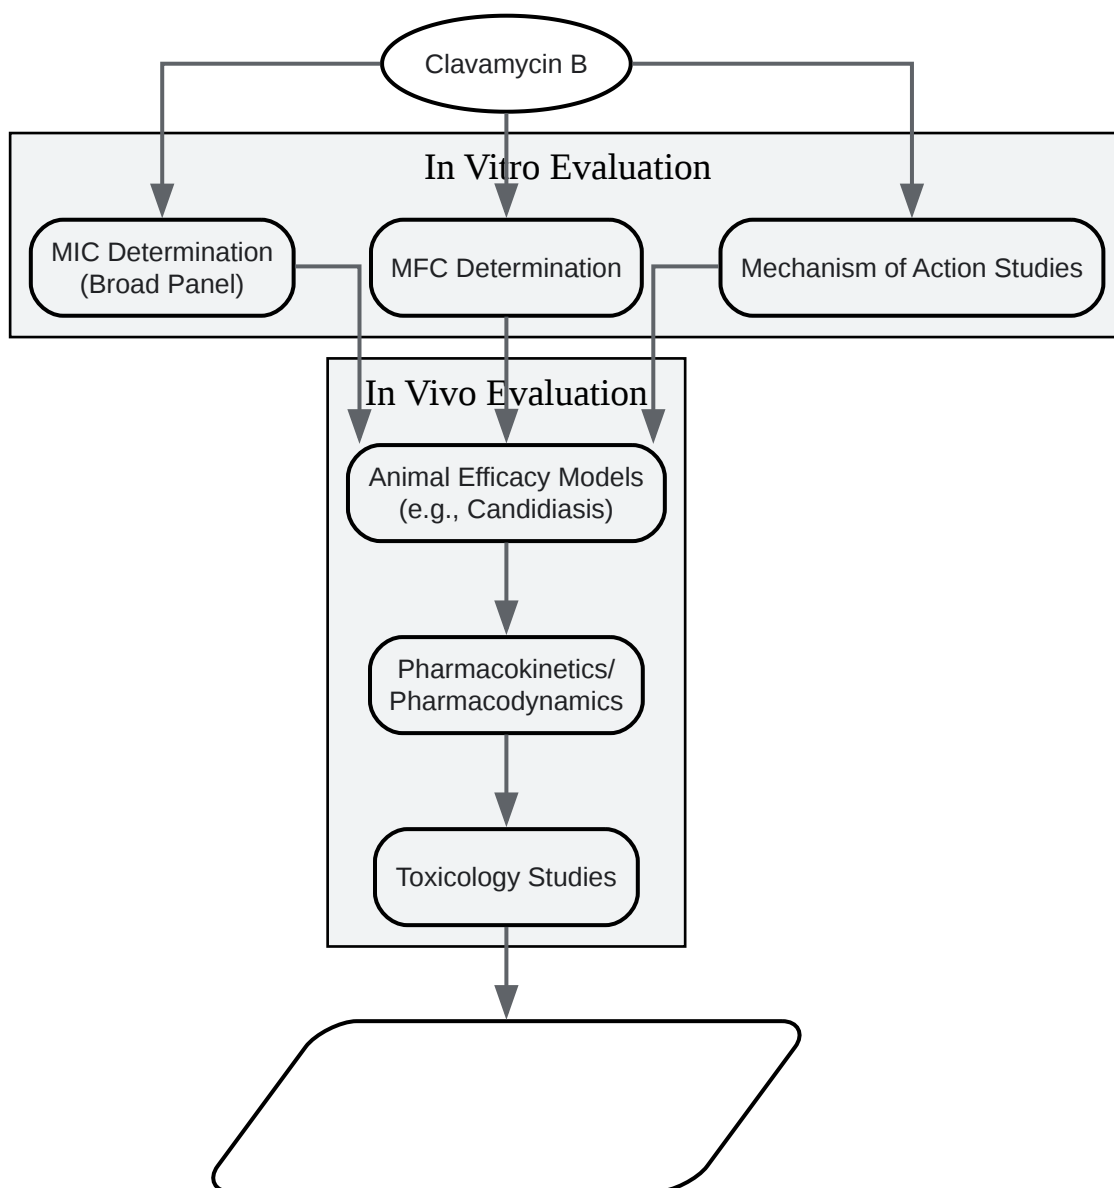 Clavamycin B
In Vitro Evaluation
MIC Determination
(Broad Panel)
MFC Determination
Mechanism of Action Studies
In Vivo Evaluation
Animal Efficacy Models
(e.g., Candidiasis)
Pharmacokinetics/
Pharmacodynamics
Toxicology Studies